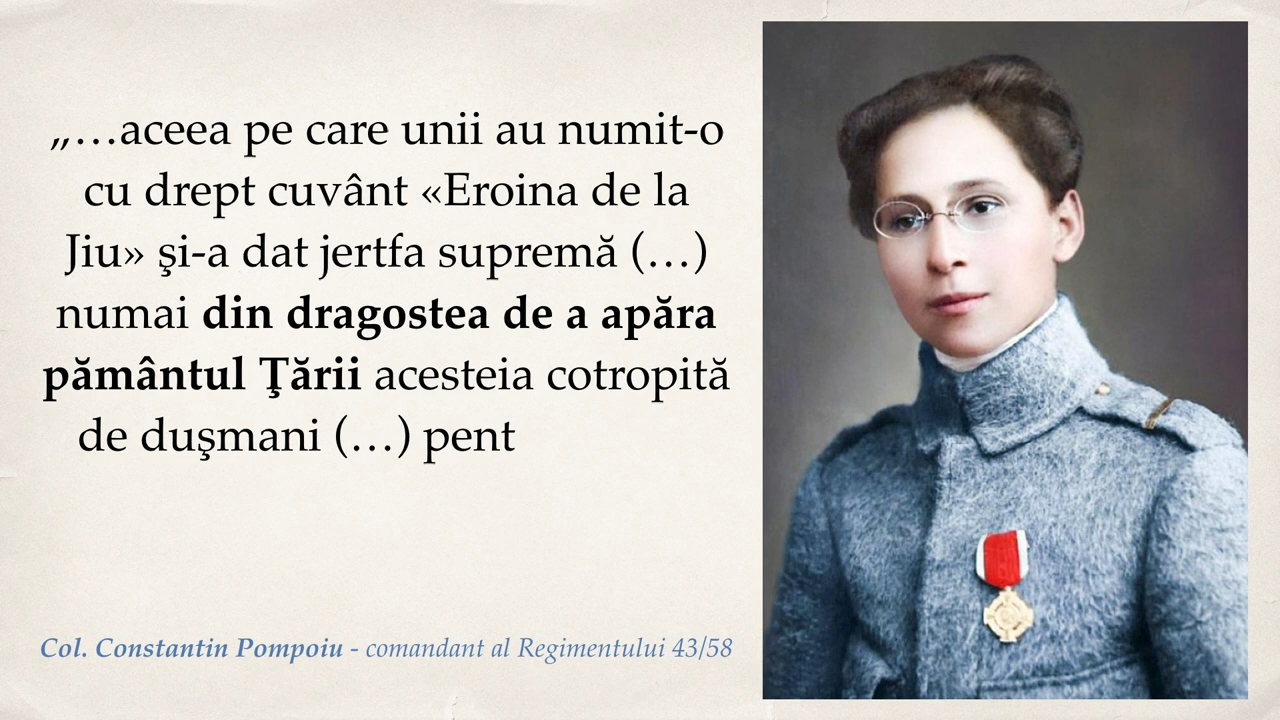 „…aceea pe care unii au numit-o
cu drept cuvânt «Eroina de la
Jiu» şi-a dat jertfa supremă (…)
numai din dragostea de a apăra
pământul Ţării acesteia cotropită
de duşmani (…) pent
Col. Constantin Pompoiu - comandant al Regimentului 43/58